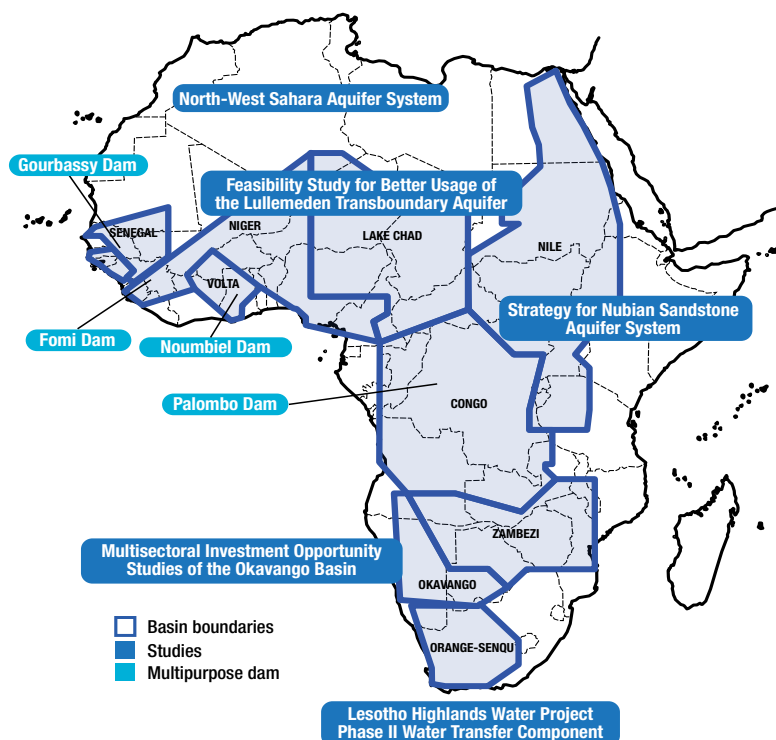 North-West Sahara Aquifer System
Gourbassy Dam
Feasibility Study for Better Usage of
the Lullemeden Transboundary Aquifer
SENEGAL
NIGER
LAKE CHAD
NILE
VOLTA
Strategy for Nubian Sandstone
Aquifer System
Fomi Dam
Noumbiel Dam
Palombo Dam
CONGO
ZAMBEZI
Multisectoral Investment Opportunity
Studies of the Okavango Basin
OKAVANGO
Basin boundaries
Studies
Multipurpose dam
ORANGE-SENQU
Lesotho Highlands Water Project
Phase II Water Transfer Component